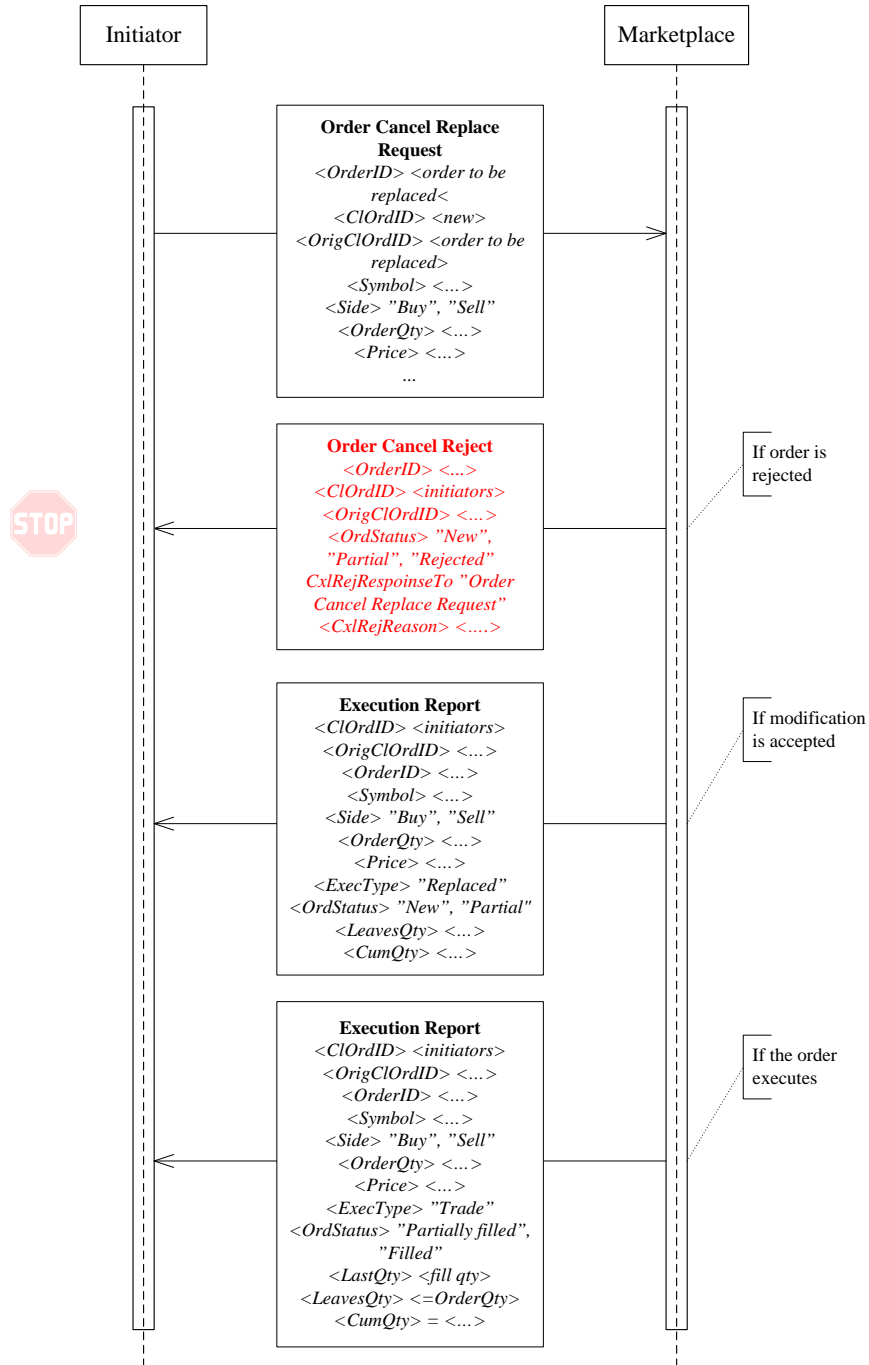 Initiator
Marketplace
Order Cancel Replace
Request
<OrderID> <order to be
replaced<
<ClOrdID> <new>
<OrigClOrdID> <order to be
replaced>
<Symbol> <...>
<Side> ”Buy”, ”Sell”
<OrderQty> <...>
<Price> <...>
...
Order Cancel Reject
<OrderID> <...>
<ClOrdID> <initiators>
<OrigClOrdID> <...>
<OrdStatus> "New”,
”Partial”, ”Rejected”
CxlRejRespoinseTo ”Order
Cancel Replace Request”
<CxlRejReason> <....>
If order is
rejected
STOP
Execution Report
<ClOrdID> <initiators>
<OrigClOrdID> <...>
<OrderID> <...>
<Symbol> <...>
<Side> ”Buy”, ”Sell”
<OrderQty> <...>
<Price> <...>
<ExecType> ”Replaced”
<OrdStatus> "New”, ”Partial"
<LeavesQty> <...>
<CumQty> <...>
If modification
is accepted
Execution Report
<ClOrdID> <initiators>
<OrigClOrdID> <...>
<OrderID> <...>
<Symbol> <...>
<Side> ”Buy”, ”Sell”
<OrderQty> <...>
<Price> <...>
<ExecType> ”Trade”
<OrdStatus> "Partially filled”,
”Filled”
<LastQty> <fill qty>
<LeavesQty> <=OrderQty>
<CumQty> = <...>
If the order
executes